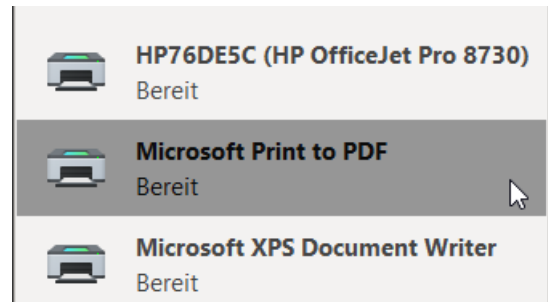 HP76DE5C (HP OfficeJet Pro 8730)
Bereit
Microsoft Print to PDF
Bereit
Microsoft XPS Document Writer
Bereit